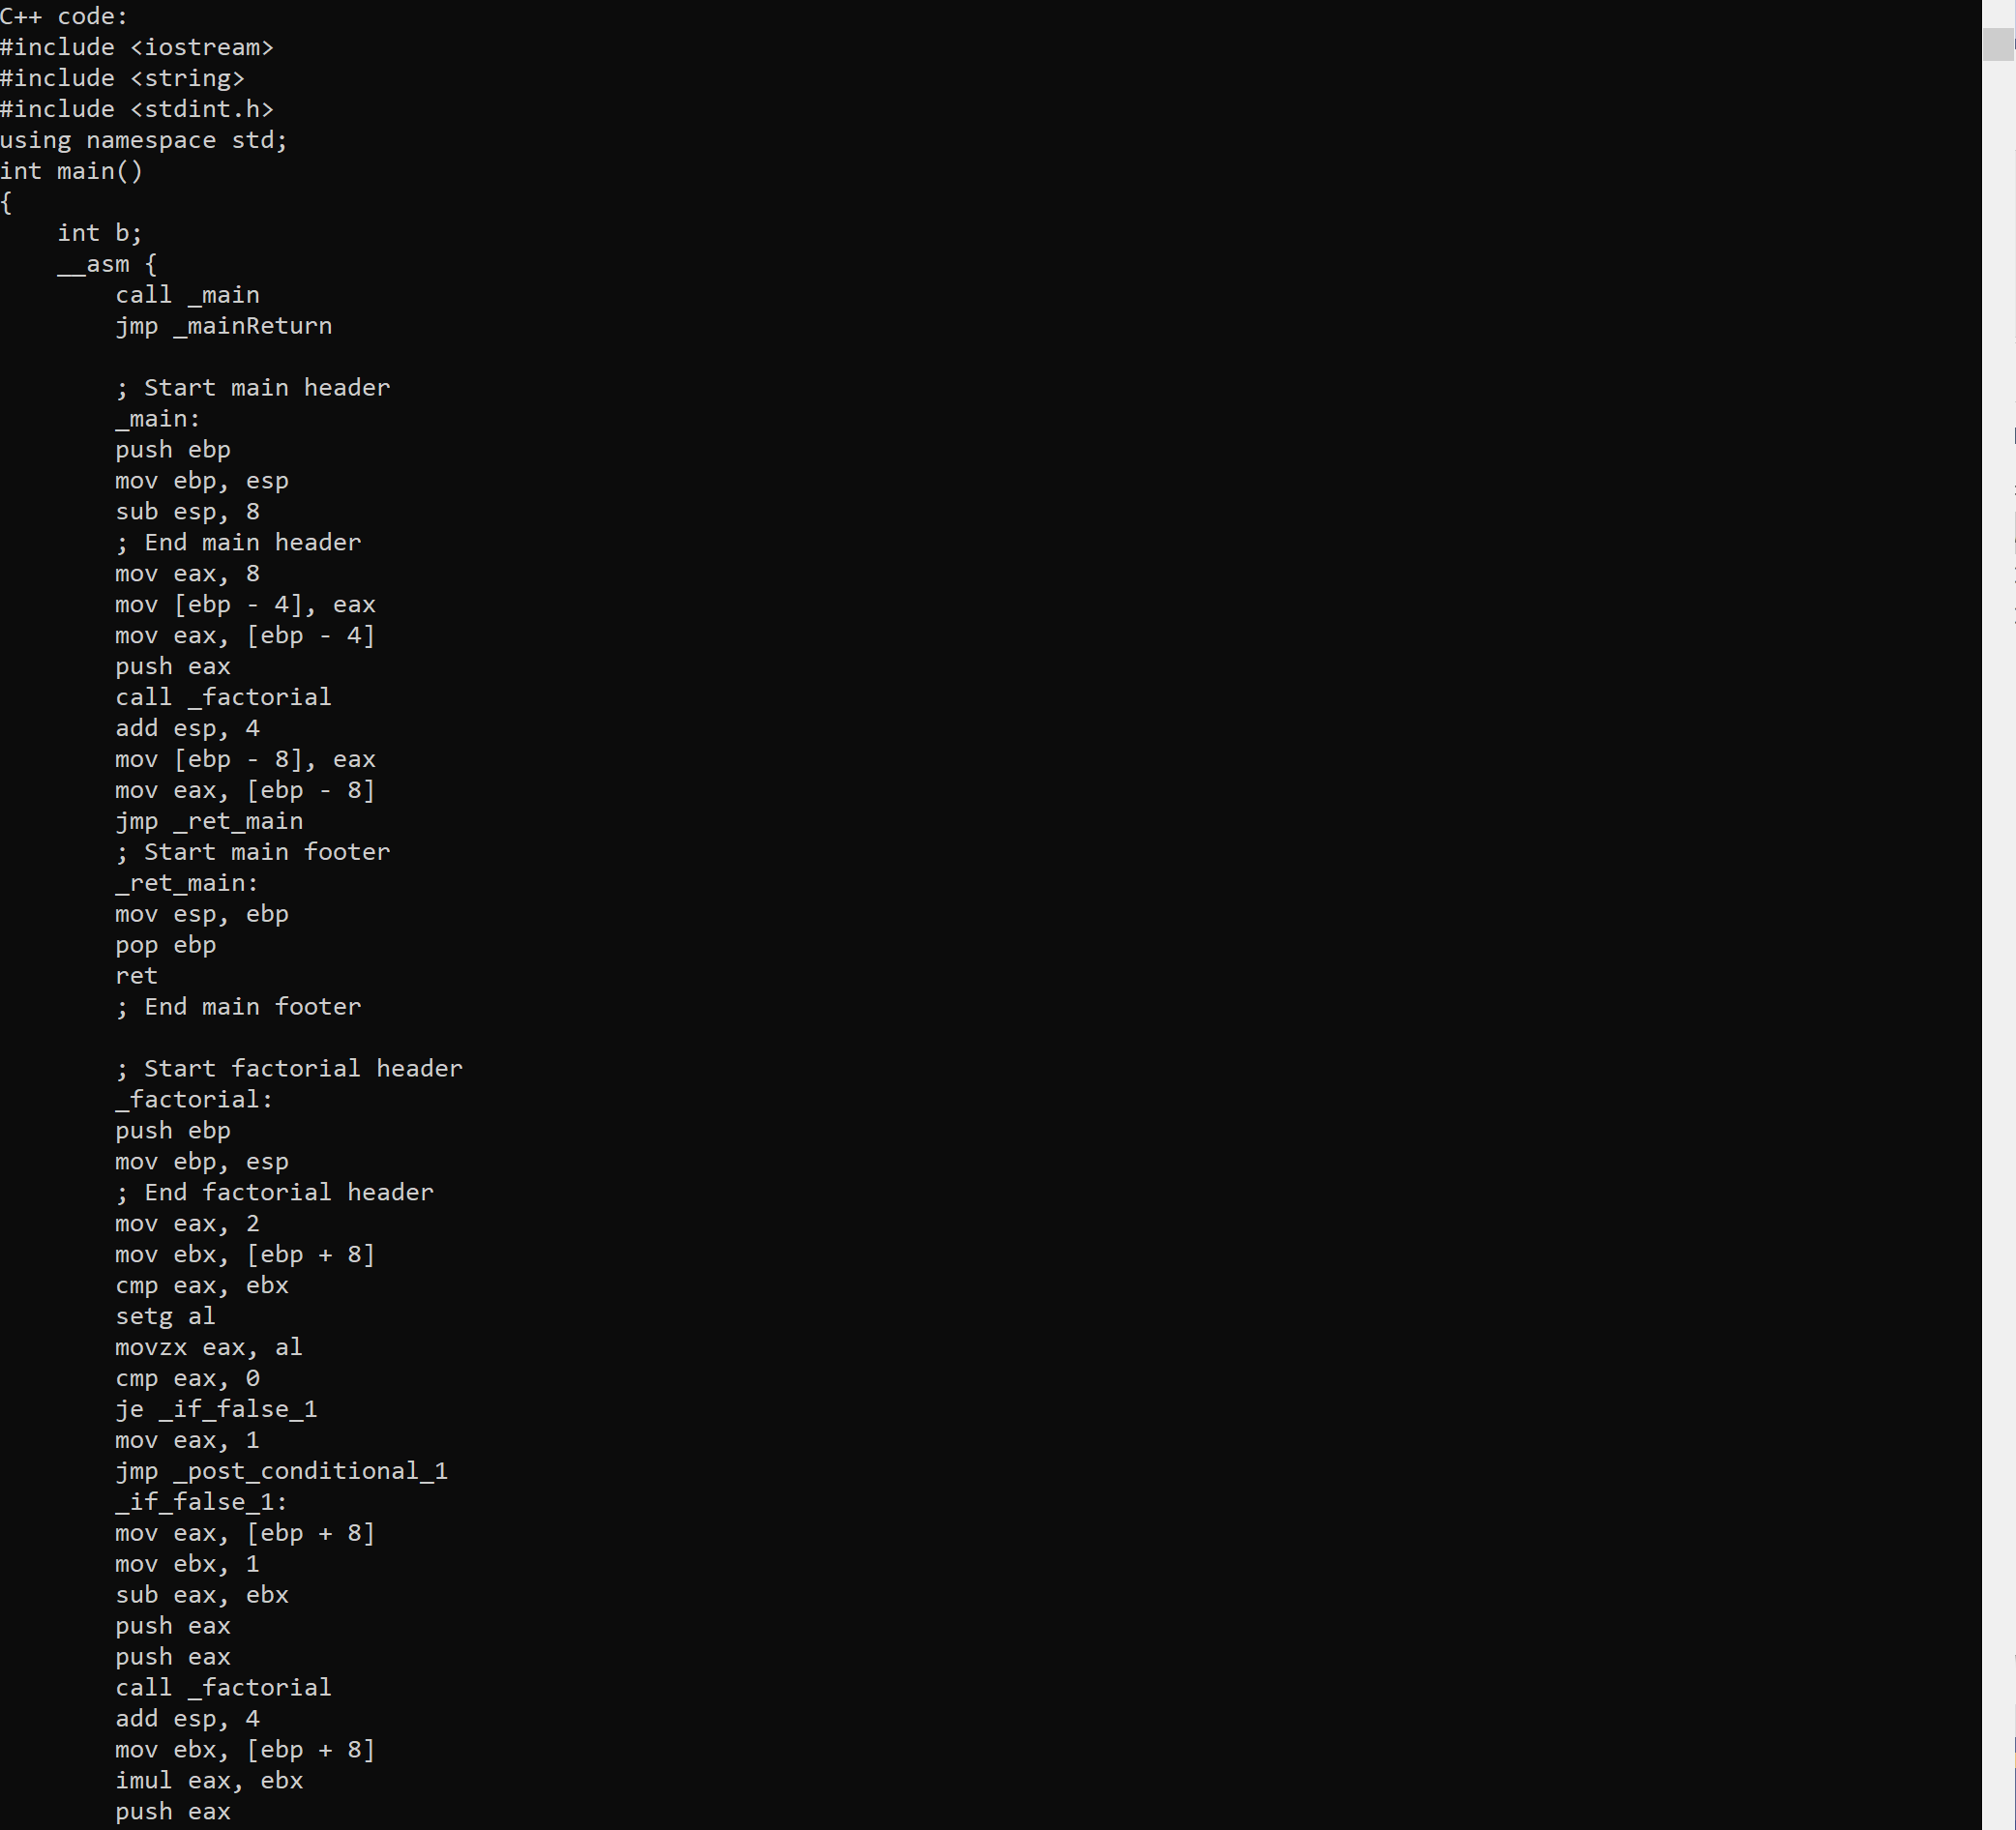 C++ code:
#include <iostream>
#include <string>
#include <stdint.h>
using namespace std;
int main()
{
    int b;
    __asm {
        call _main
        jmp _mainReturn

        ; Start main header
        _main:
        push ebp
        mov ebp, esp
        sub esp, 8
        ; End main header
        mov eax, 8
        mov [ebp - 4], eax
        mov eax, [ebp - 4]
        push eax
        call _factorial
        add esp, 4
        mov [ebp - 8], eax
        mov eax, [ebp - 8]
        jmp _ret_main
        ; Start main footer
        _ret_main:
        mov esp, ebp
        pop ebp
        ret
        ; End main footer

        ; Start factorial header
        _factorial:
        push ebp
        mov ebp, esp
        ; End factorial header
        mov eax, 2
        mov ebx, [ebp + 8]
        cmp eax, ebx
        setg al
        movzx eax, al
        cmp eax, 0
        je _if_false_1
        mov eax, 1
        jmp _post_conditional_1
        _if_false_1:
        mov eax, [ebp + 8]
        mov ebx, 1
        sub eax, ebx
        push eax
        push eax
        call _factorial
        add esp, 4
        mov ebx, [ebp + 8]
        imul eax, ebx
        push eax